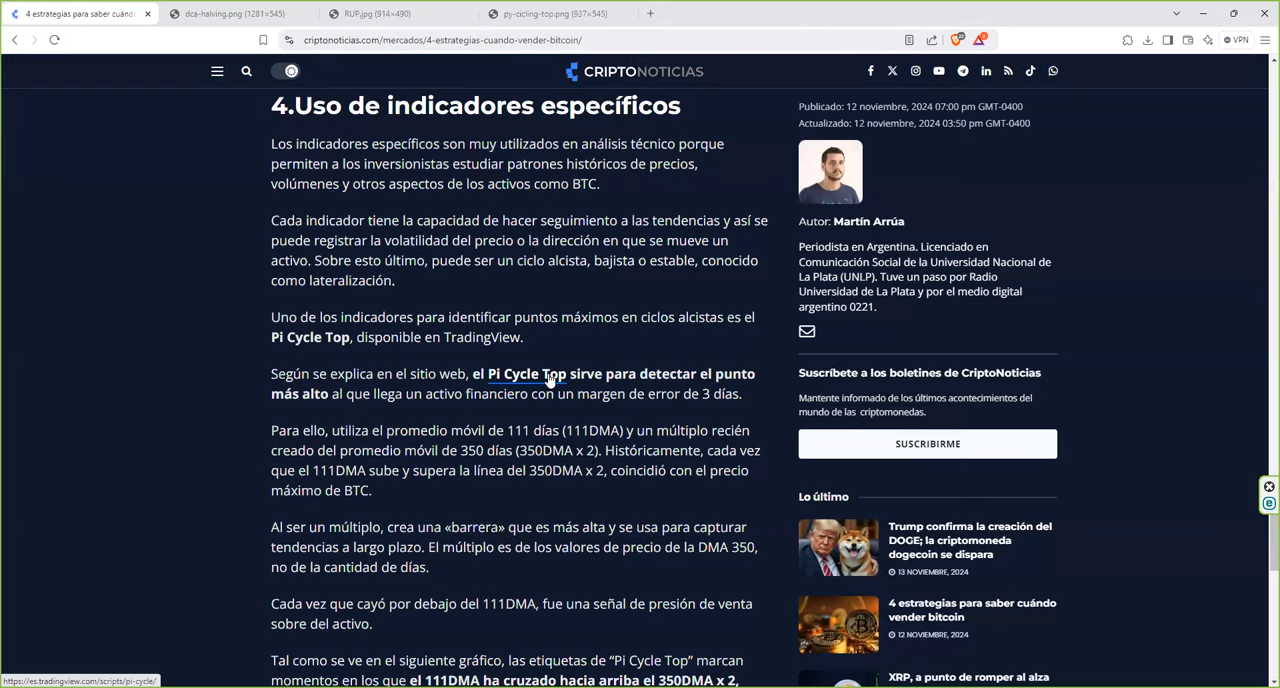 4 estrategias para saber cuándo
dca-halving.png (1281×545)
RUP.jpg (914×490)
py-cicling-top.png (937×545)
criptonoticias.com/mercados/4-estrategias-cuando-vender-bitcoin/
VPN
CRIPTONOTICIAS
4.Uso de indicadores específicos
Los indicadores específicos son muy utilizados en análisis técnico porque
permiten a los inversionistas estudiar patrones históricos de precios,
volúmenes y otros aspectos de los activos como BTC.
Cada indicador tiene la capacidad de hacer seguimiento a las tendencias y así se
puede registrar la volatilidad del precio o la dirección en que se mueve un
activo. Sobre esto último, puede ser un ciclo alcista, bajista o estable, conocido
como lateralización.
Uno de los indicadores para identificar puntos máximos en ciclos alcistas es el
Pi Cycle Top, disponible en TradingView.
Según se explica en el sitio web, el Pi Cycle Top sirve para detectar el punto
más alto al que llega un activo financiero con un margen de error de 3 días.
Para ello, utiliza el promedio móvil de 111 días (111DMA) y un múltiplo recién
creado del promedio móvil de 350 días (350DMA x 2). Históricamente, cada vez
que el 111DMA sube y supera la línea del 350DMA x 2, coincidió con el precio
máximo de BTC.
Al ser un múltiplo, crea una «barrera» que es más alta y se usa para capturar
tendencias a largo plazo. El múltiplo es de los valores de precio de la DMA 350,
no de la cantidad de días.
Cada vez que cayó por debajo del 111DMA, fue una señal de presión de venta
sobre del activo.
Tal como se ve en el siguiente gráfico, las etiquetas de “Pi Cycle Top” marcan
momentos en los que el 111DMA ha cruzado hacia arriba el 350DMA x 2,
Publicado: 12 noviembre, 2024 07:00 pm GMT-0400
Actualizado: 12 noviembre, 2024 03:50 pm GMT-0400
Autor: Martín Arrúa
Periodista en Argentina. Licenciado en
Comunicación Social de la Universidad Nacional de
La Plata (UNLP). Tuve un paso por Radio
Universidad de La Plata y por el medio digital
argentino 0221.
Suscríbete a los boletines de CriptoNoticias
Mantente informado de los últimos acontecimientos del
mundo de las criptomonedas.
SUSCRIBIRME
Lo último
Trump confirma la creación del
DOGE; la criptomoneda
dogecoin se dispara
13 NOVIEMBRE, 2024
4 estrategias para saber cuándo
vender bitcoin
12 NOVIEMBRE, 2024
XRP, a punto de romper al alza
https://es.tradingview.com/scripts/pi-cycle/